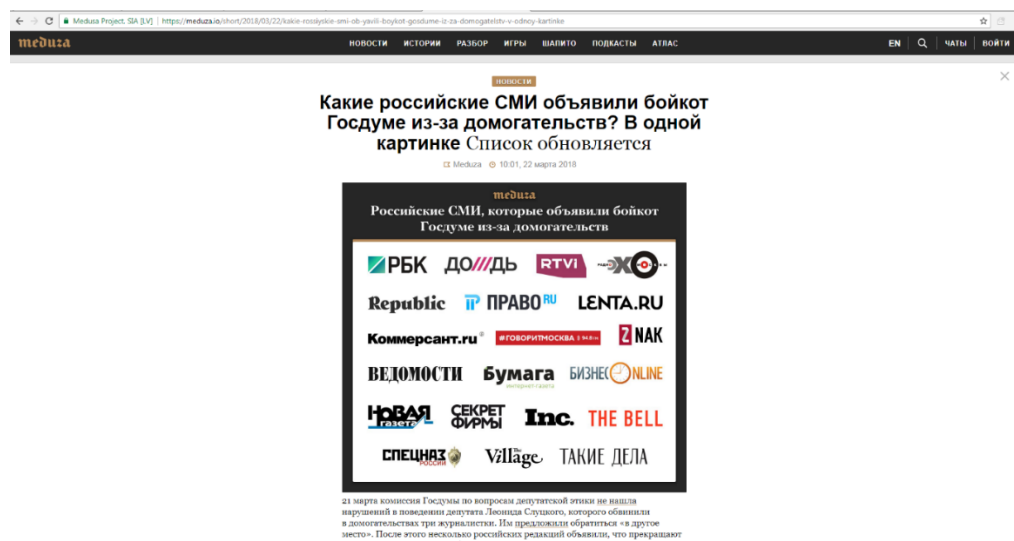 Medusa Project, SIA [LV] | https://meduza.io/short/2018/03/22/kakie-rossiyskie-smi-ob-yavili-boykot-gosdume-iz-za-domogatelstv-v-odnoy-kartinke
meduza НОВОСТИ ИСТОРИИ РАЗБОР ИГРЫ ШАПИТО ПОДКАСТЫ АТЛАС EN ЧАТЫ ВОЙТИ
НОВОСТИ
Какие российские СМИ объявили бойкот
Госдуме из-за домогательств? В одной
картинке Список обновляется
Meduza 10:01, 22 марта 2018
meduza
Российские СМИ, которые объявили бойкот
Госдуме из-за домогательств
РБК ДО///ДЬ RTVi ЭХО
Republic ПРАВО RU LENTA.RU
Коммерсант.ru® #ГОВОРИТМОСКВА ZNAK
ВЕДОМОСТИ Бумага БИЗНЕС ONLINE
интернет-газета
НОВАЯ СЕКРЕТ Inc. THE BELL
газета ФИРМЫ
СПЕЦНАЗ The Village ТАКИЕ ДЕЛА
РОССИИ
21 марта комиссия Госдумы по вопросам депутатской этики не нашла
нарушений в поведении депутата Леонида Слуцкого, которого обвинили
в домогательствах три журналистки. Им предложили обратиться «в другое
место». После этого несколько российских редакций объявили, что прекращают